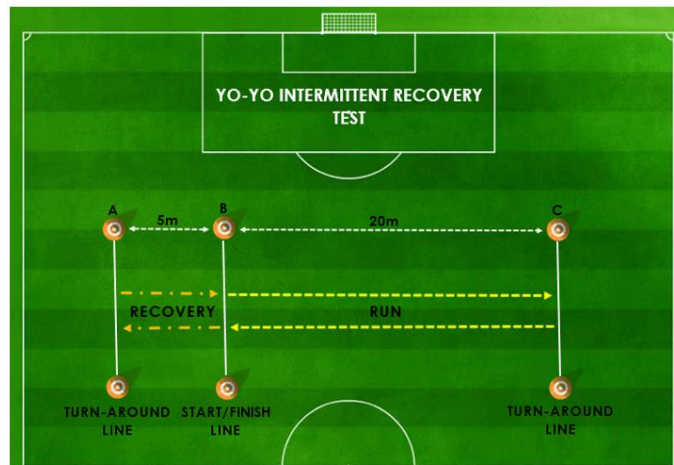 YO-YO INTERMITTENT RECOVERY
TEST
A
B
C
5m
20m
RECOVERY
RUN
TURN-AROUND
LINE
START/FINISH
LINE
TURN-AROUND
LINE